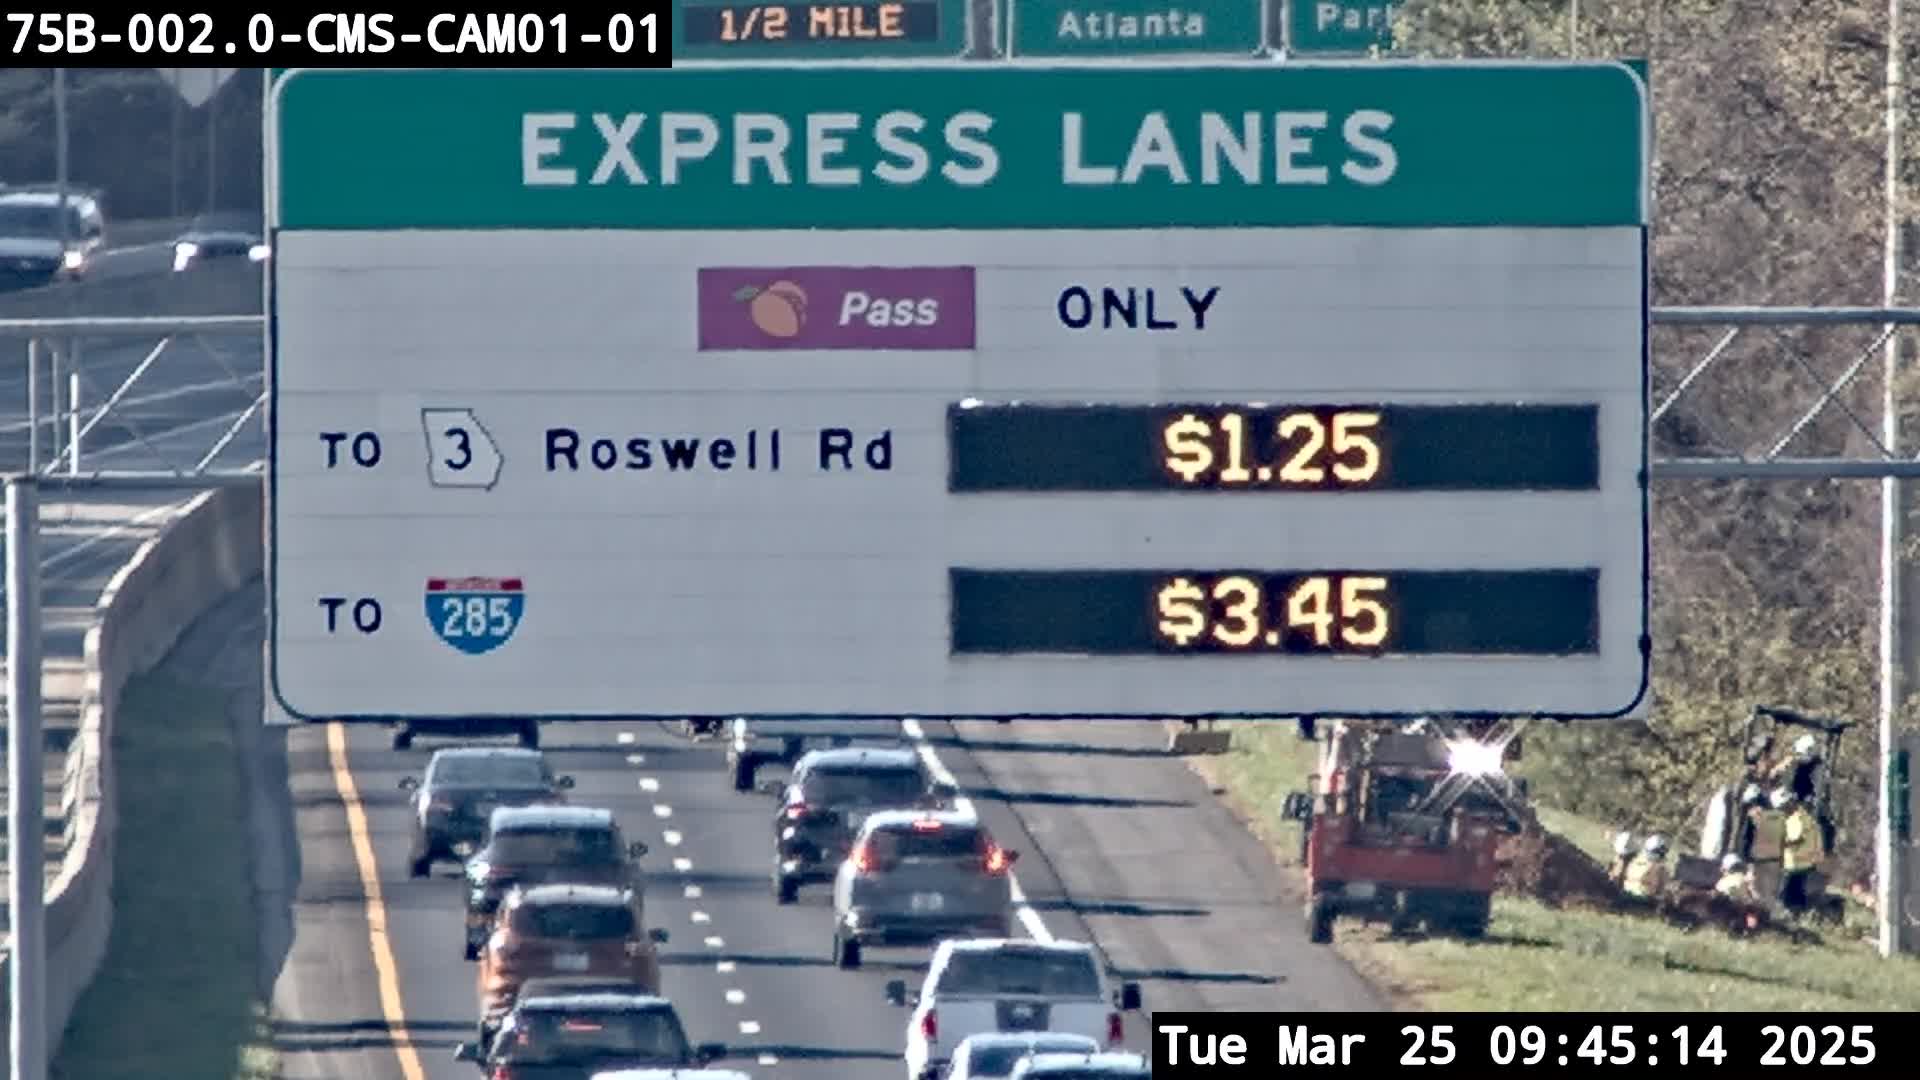 75B-002.0-CMS-CAM01-01
1/2 MILE
Atlanta
EXPRESS LANES
Pass ONLY
TO 3 Roswell Rd $1.25
TO 285 $3.45
Tue Mar 25 09:45:14 2025